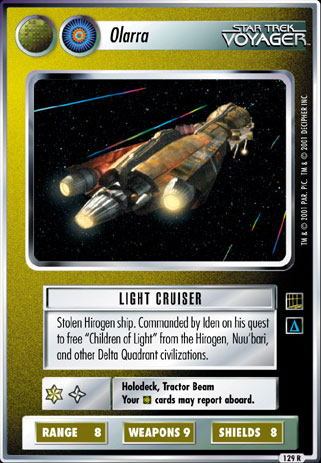 Olarra
STAR TREK
VOYAGER™
TM & © 2001 PAR. PIC. TM & © 2001 DECIPHER INC.
LIGHT CRUISER
Stolen Hirogen ship. Commanded by Iden on his quest
to free "Children of Light" from the Hirogen, Nuu'bari,
and other Delta Quadrant civilizations.
Holodeck, Tractor Beam
Your cards may report aboard.
RANGE 8 WEAPONS 9 SHIELDS 8
129 R